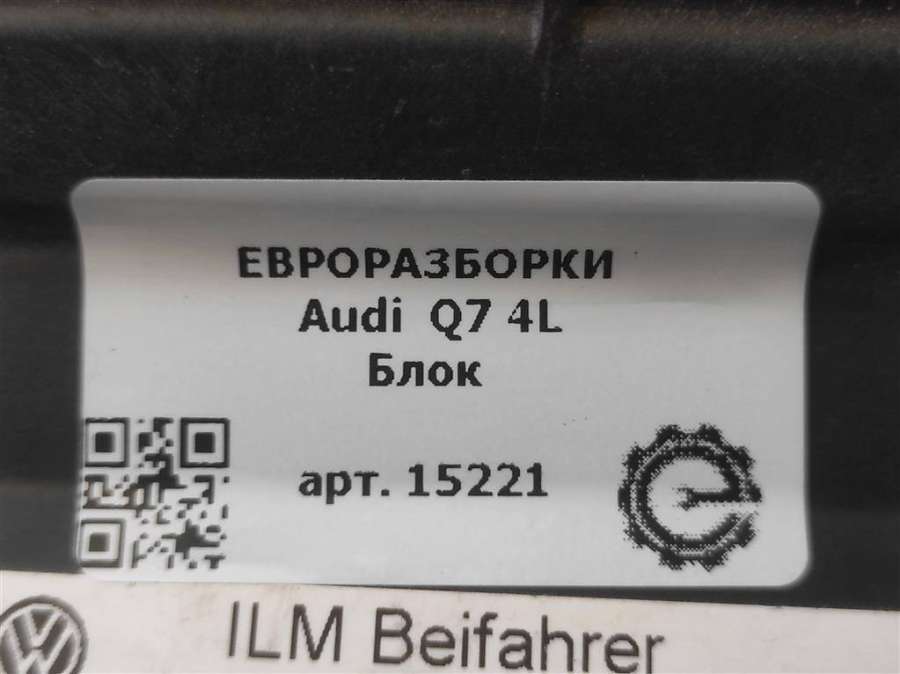 ЕВРОРАЗБОРКИ
Audi Q7 4L
Блок
арт. 15221
ILM Beifahrer